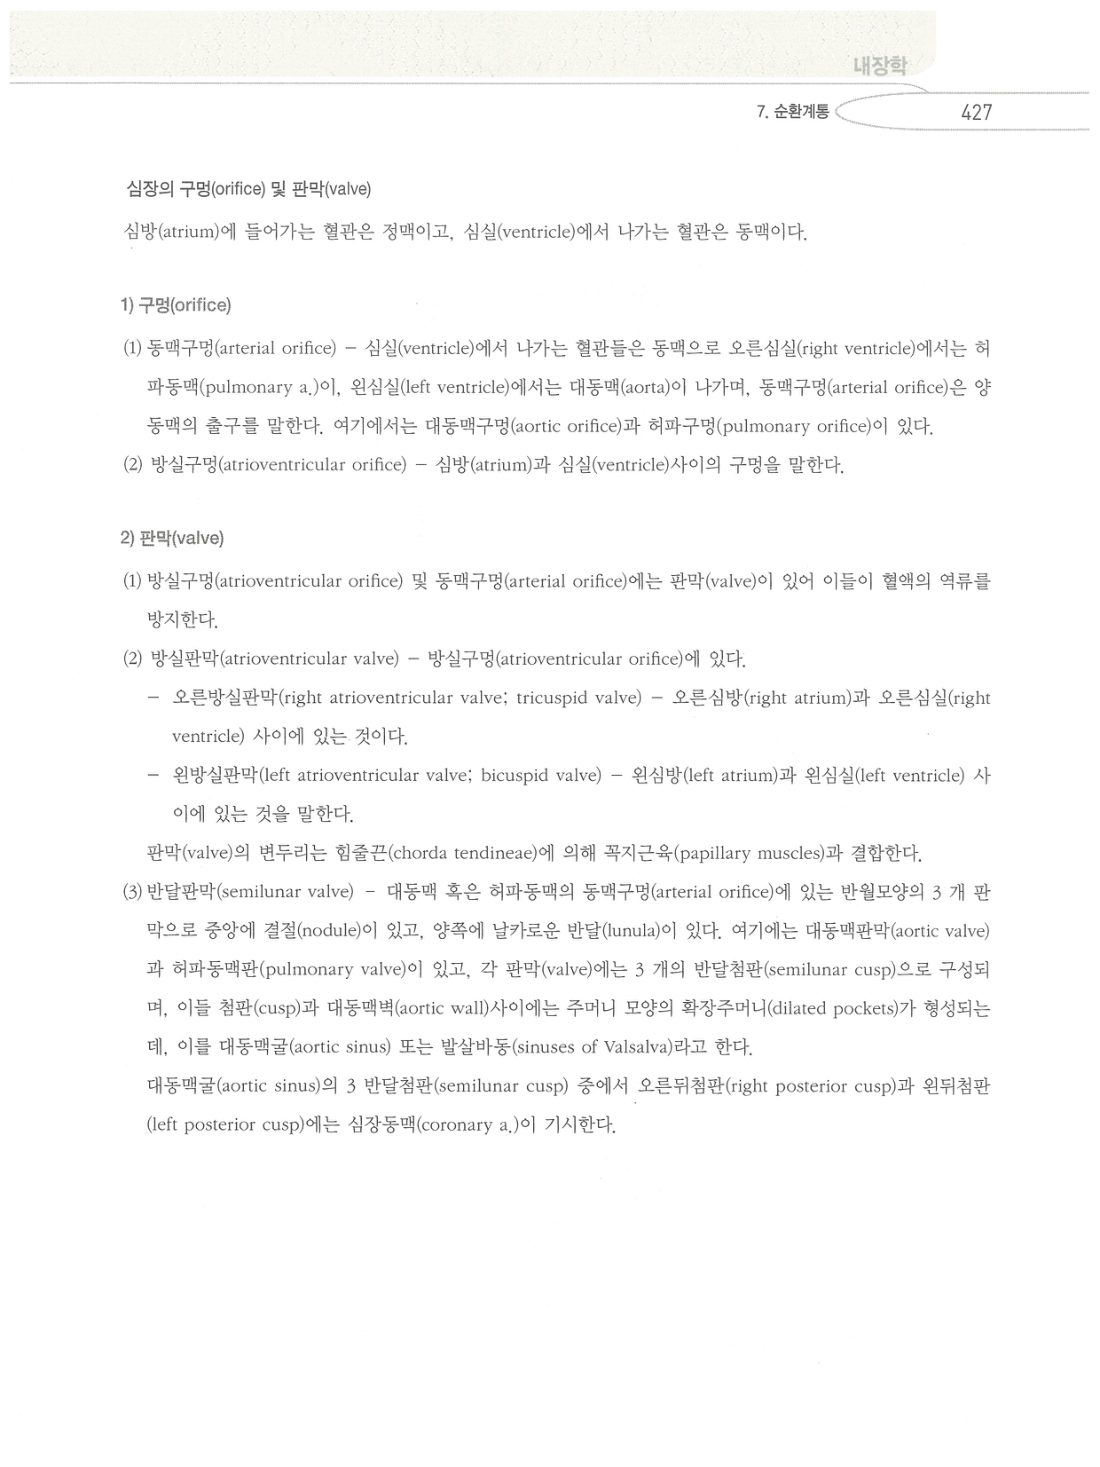 내장학
7. 순환계통
427
심장의 구멍(orifice) 및 판막(valve)
심방(atrium)에 들어가는 혈관은 정맥이고, 심실(ventricle)에서 나가는 혈관은 동맥이다.
1) 구멍(orifice)
(1) 동맥구멍(arterial orifice) – 심실(ventricle)에서 나가는 혈관들은 동맥으로 오른심실(right ventricle)에서는 허
파동맥(pulmonary a.)이, 왼심실(left ventricle)에서는 대동맥(aorta)이 나가며, 동맥구멍(arterial orifice)은 양
동맥의 출구를 말한다. 여기에서는 대동맥구멍(aortic orifice)과 허파구멍(pulmonary orifice)이 있다.
(2) 방실구멍(atrioventricular orifice) – 심방(atrium)과 심실(ventricle)사이의 구멍을 말한다.
2) 판막(valve)
(1) 방실구멍(atrioventricular orifice) 및 동맥구멍(arterial orifice)에는 판막(valve)이 있어 이들이 혈액의 역류를
방지한다.
(2) 방실판막(atrioventricular valve) – 방실구멍(atrioventricular orifice)에 있다.
– 오른방실판막(right atrioventricular valve; tricuspid valve) – 오른심방(right atrium)과 오른심실(right
ventricle) 사이에 있는 것이다.
– 왼방실판막(left atrioventricular valve; bicuspid valve) – 왼심방(left atrium)과 왼심실(left ventricle) 사
이에 있는 것을 말한다.
판막(valve)의 변두리는 힘줄끈(chorda tendineae)에 의해 꼭지근육(papillary muscles)과 결합한다.
(3) 반달판막(semilunar valve) – 대동맥 혹은 허파동맥의 동맥구멍(arterial orifice)에 있는 반월모양의 3 개 판
막으로 중앙에 결절(nodule)이 있고, 양쪽에 날카로운 반달(lunula)이 있다. 여기에는 대동맥판막(aortic valve)
과 허파동맥판(pulmonary valve)이 있고, 각 판막(valve)에는 3 개의 반달첨판(semilunar cusp)으로 구성되
며, 이들 첨판(cusp)과 대동맥벽(aortic wall)사이에는 주머니 모양의 확장주머니(dilated pockets)가 형성되는
데, 이를 대동맥굴(aortic sinus) 또는 발살바동(sinuses of Valsalva)라고 한다.
대동맥굴(aortic sinus)의 3 반달첨판(semilunar cusp) 중에서 오른뒤첨판(right posterior cusp)과 왼뒤첨판
(left posterior cusp)에는 심장동맥(coronary a.)이 기시한다.